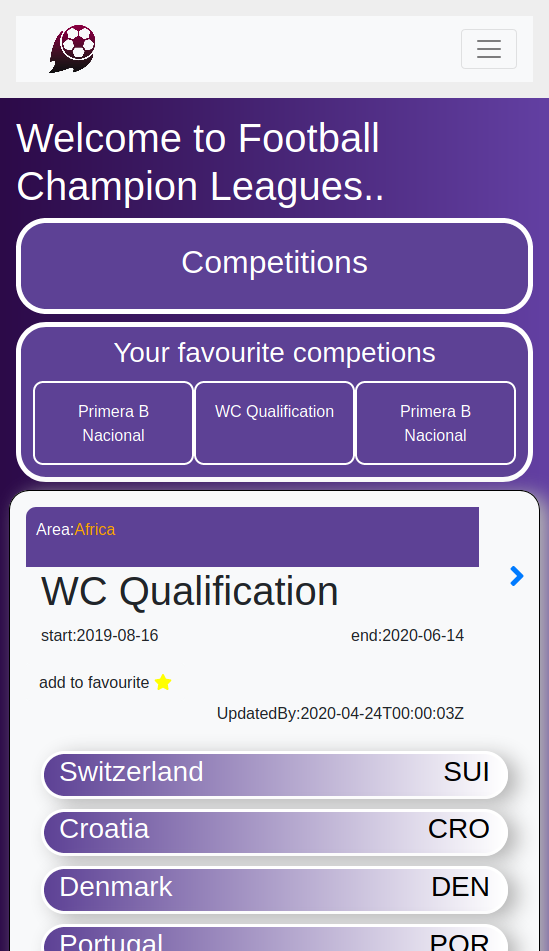 Welcome to Football
Champion Leagues..
Competitions
Your favourite competions
Primera B
Nacional
WC Qualification
Primera B
Nacional
Area:Africa
WC Qualification
start:2019-08-16 end:2020-06-14
add to favourite
UpdatedBy:2020-04-24T00:00:03Z
Switzerland SUI
Croatia CRO
Denmark DEN
Portugal POR